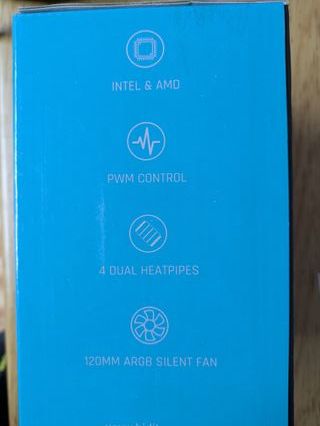 INTEL & AMD
PWM CONTROL
4 DUAL HEATPIPES
120MM ARGB SILENT FAN